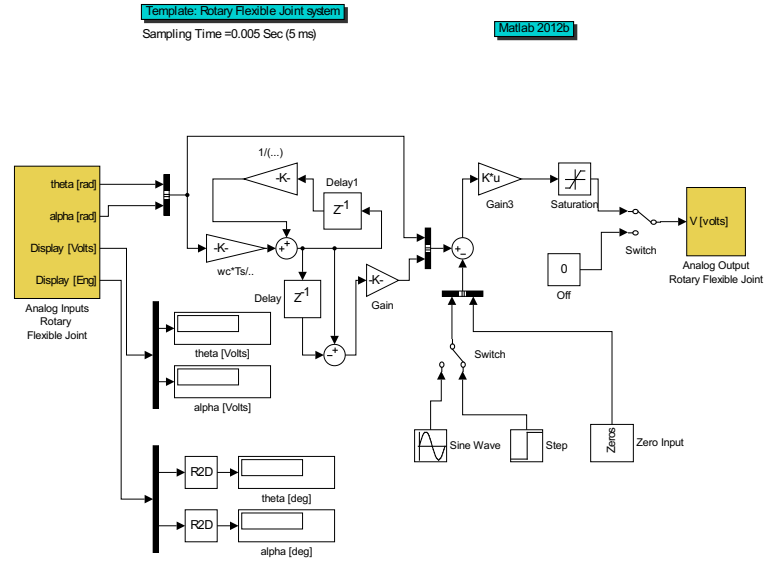 Template: Rotary Flexible Joint system
Sampling Time =0.005 Sec (5 ms)
Matlab 2012b
theta [rad]
alpha [rad]
Display [Volts]
Display [Eng]
Analog Inputs
Rotary
Flexible Joint
1/(...)
-K-
Delay1
Z-1
-K-
wc*Ts/..
Delay
Z-1
-K-
Gain
K*u
Gain3
Saturation
Switch
0
Off
V [volts]
Analog Output
Rotary Flexible Joint
theta [Volts]
alpha [Volts]
Switch
Sine Wave
Step
Zeros
Zero Input
R2D
theta [deg]
R2D
alpha [deg]